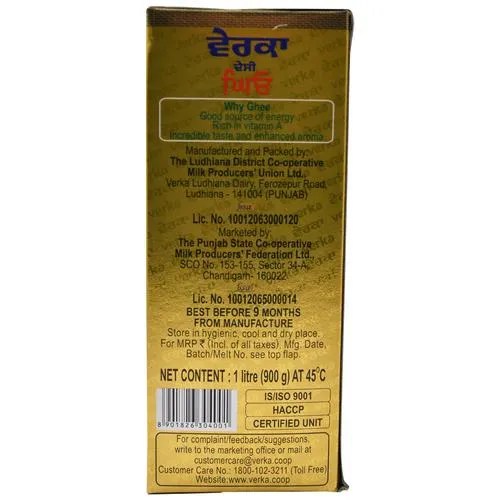 ਵੇਰਕਾ
ਦੇਸੀ
ਘਿਓ
Why Ghee
Good source of energy
Rich in vitamin A
Incredible taste and enhanced emma
Manufactured and Packed by:
The Ludhiana District Co-operative
Milk Producers' Union Ltd.,
Verka Ludhiana Dairy, Ferozepur Road,
Ludhiana - 141004 (PUNJAB)
fssai
Lic. No. 10012063000120
Marketed by:
The Punjab State Co-operative
Milk Producers' Federation Ltd.,
SCO No. 153-155, Sector 34-A,
Chandigarh - 160022
fssai
Lic. No. 10012065000014
BEST BEFORE 9 MONTHS
FROM MANUFACTURE
Store in hygienic, cool and dry place.
For MRP ₹ (Incl. of all taxes), Mfg. Date,
Batch/Melt No. see top flap.
NET CONTENT : 1 litre (900 g) AT 45°C
IS/ISO 9001
HACCP
CERTIFIED UNIT
8 901826 304001
For complaint/feedback/suggestions,
write to the marketing office or mail at
customercare@verka.coop
Customer Care No.: 1800-102-3211 (Toll Free)
Website: www.verka.coop